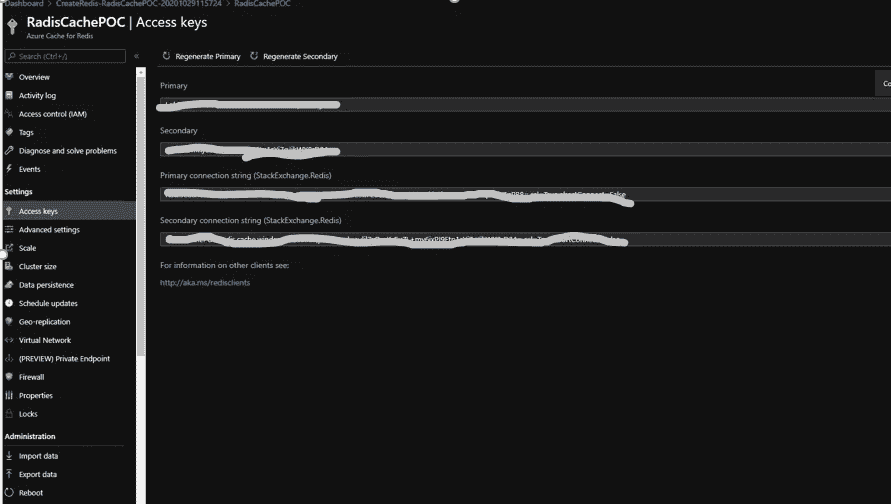 Dashboard > CreateRedis-RadisCachePOC-20201029115724 > RadisCachePOC
RadisCachePOC | Access keys
Azure Cache for Redis
Search (Ctrl+/)
«
Overview
Activity log
Access control (IAM)
Tags
Diagnose and solve problems
Events
Settings
Access keys
Advanced settings
Scale
Cluster size
Data persistence
Schedule updates
Geo-replication
Virtual Network
(PREVIEW) Private Endpoint
Firewall
Properties
Locks
Administration
Import data
Export data
Reboot
Regenerate Primary Regenerate Secondary
Primary
Secondary
Primary connection string (StackExchange.Redis)
Secondary connection string (StackExchange.Redis)
For information on other clients see:
http://aka.ms/redisclients